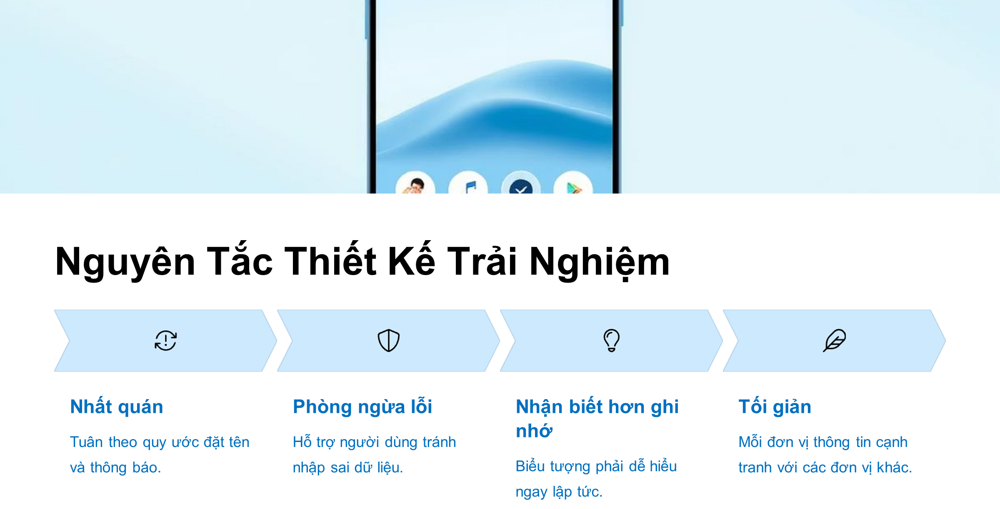 Nguyên Tắc Thiết Kế Trải Nghiệm
Nhất quán
Tuân theo quy ước đặt tên
và thông báo.
Phòng ngừa lỗi
Hỗ trợ người dùng tránh
nhập sai dữ liệu.
Nhận biết hơn ghi
nhớ
Biểu tượng phải dễ hiểu
ngay lập tức.
Tối giản
Mỗi đơn vị thông tin cạnh
tranh với các đơn vị khác.